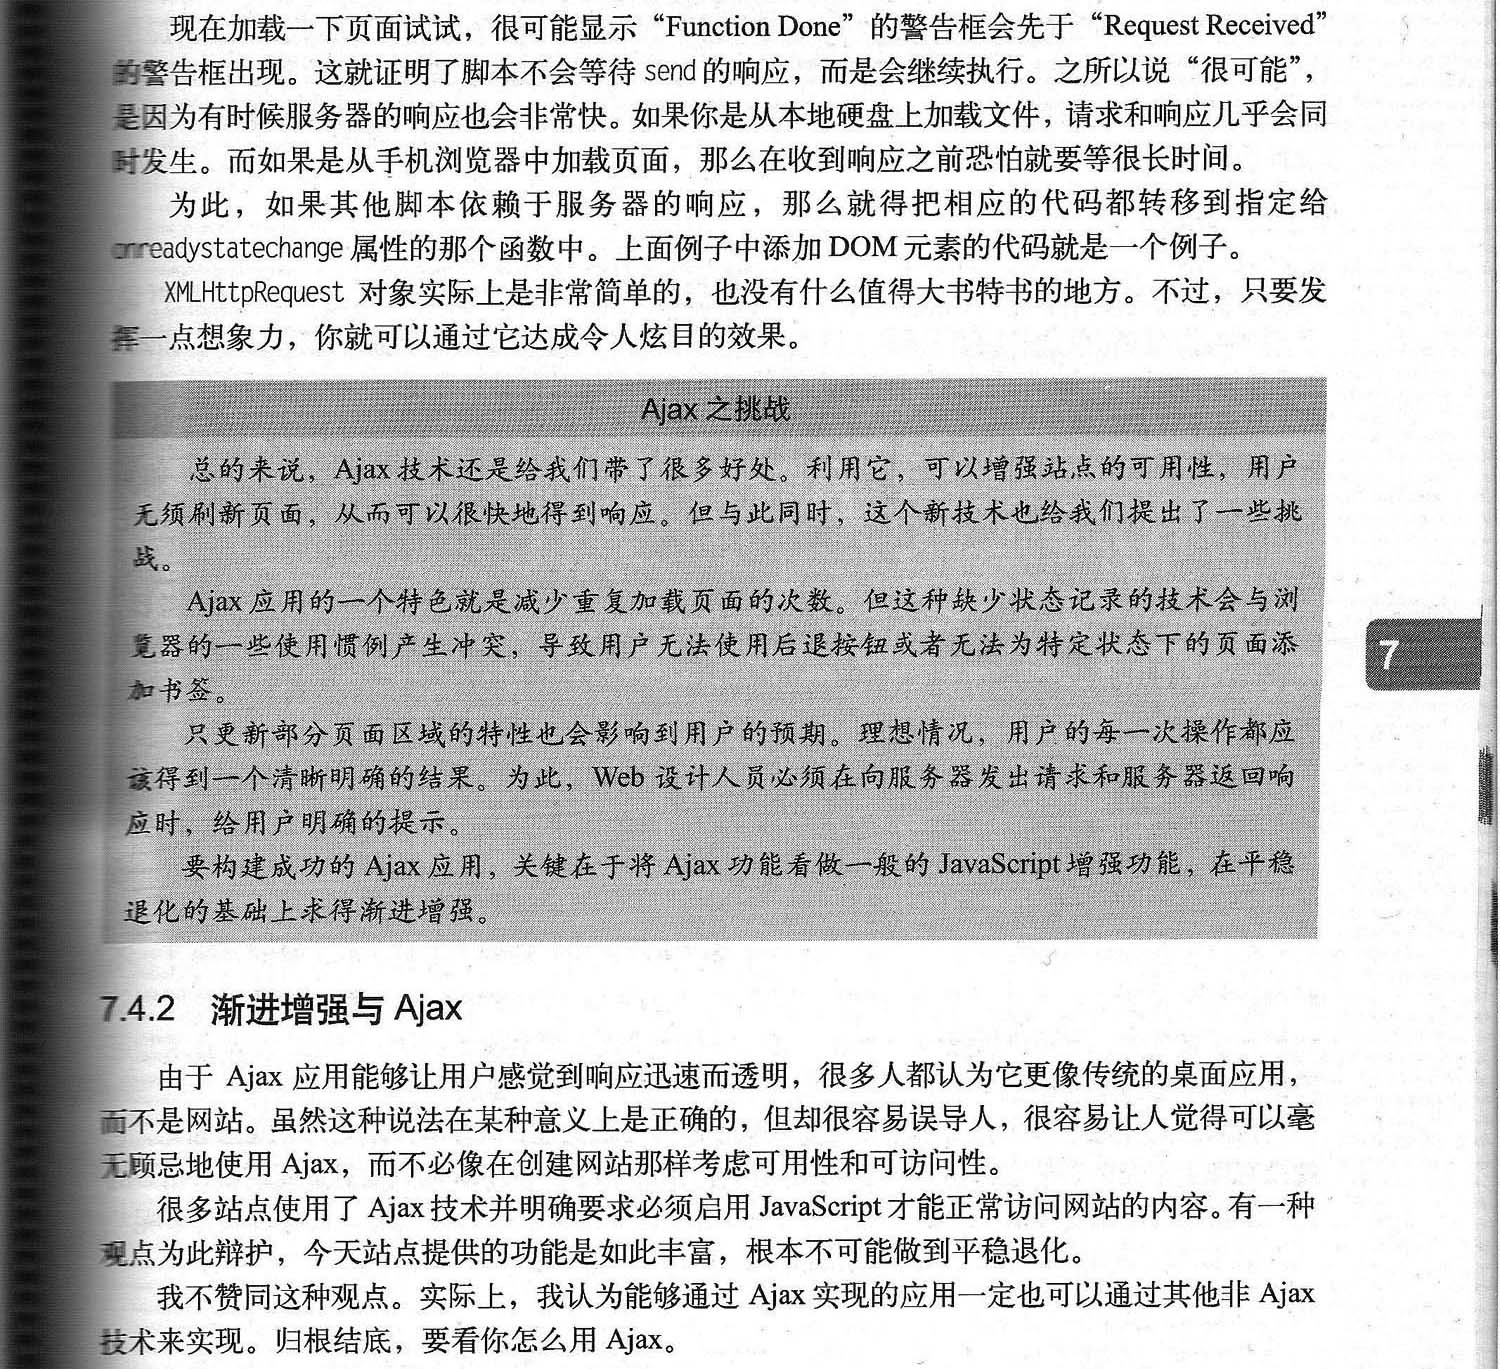 现在加载一下页面试试，很可能显示“Function Done”的警告框会先于“Request Received”
的警告框出现。这就证明了脚本不会等待 send 的响应，而是会继续执行。之所以说“很可能”，
是因为有时候服务器的响应也会非常快。如果你是从本地硬盘上加载文件，请求和响应几乎会同
时发生。而如果是从手机浏览器中加载页面，那么在收到响应之前恐怕就要等很长时间。
为此，如果其他脚本依赖于服务器的响应，那么就得把相应的代码都转移到指定给
onreadystatechange 属性的那个函数中。上面例子中添加 DOM 元素的代码就是一个例子。
XMLHttpRequest 对象实际上是非常简单的，也没有什么值得大书特书的地方。不过，只要发
挥一点想象力，你就可以通过它达成令人炫目的效果。
Ajax 之挑战
总的来说，Ajax 技术还是给我们带了很多好处。利用它，可以增强站点的可用性，用户
无须刷新页面，从而可以很快地得到响应。但与此同时，这个新技术也给我们提出了一些挑
战。
Ajax 应用的一个特色就是减少重复加载页面的次数。但这种缺少状态记录的技术会与浏
览器的一些使用惯例产生冲突，导致用户无法使用后退按钮或者无法为特定状态下的页面添
加书签。
只更新部分页面区域的特性也会影响到用户的预期。理想情况，用户的每一次操作都应
该得到一个清晰明确的结果。为此，Web 设计人员必须在向服务器发出请求和服务器返回响
应时，给用户明确的提示。
要构建成功的 Ajax 应用，关键在于将 Ajax 功能看做一般的 JavaScript 增强功能，在平稳
退化的基础上求得渐进增强。
7
7.4.2 渐进增强与 Ajax
由于 Ajax 应用能够让用户感觉到响应迅速而透明，很多人都认为它更像传统的桌面应用，
而不是网站。虽然这种说法在某种意义上是正确的，但却很容易误导人，很容易让人觉得可以毫
无顾忌地使用 Ajax，而不必像在创建网站那样考虑可用性和可访问性。
很多站点使用了 Ajax 技术并明确要求必须启用 JavaScript 才能正常访问网站的内容。有一种
观点为此辩护，今天站点提供的功能是如此丰富，根本不可能做到平稳退化。
我不赞同这种观点。实际上，我认为能够通过 Ajax 实现的应用一定也可以通过其他非 Ajax
技术来实现。归根结底，要看你怎么用 Ajax。